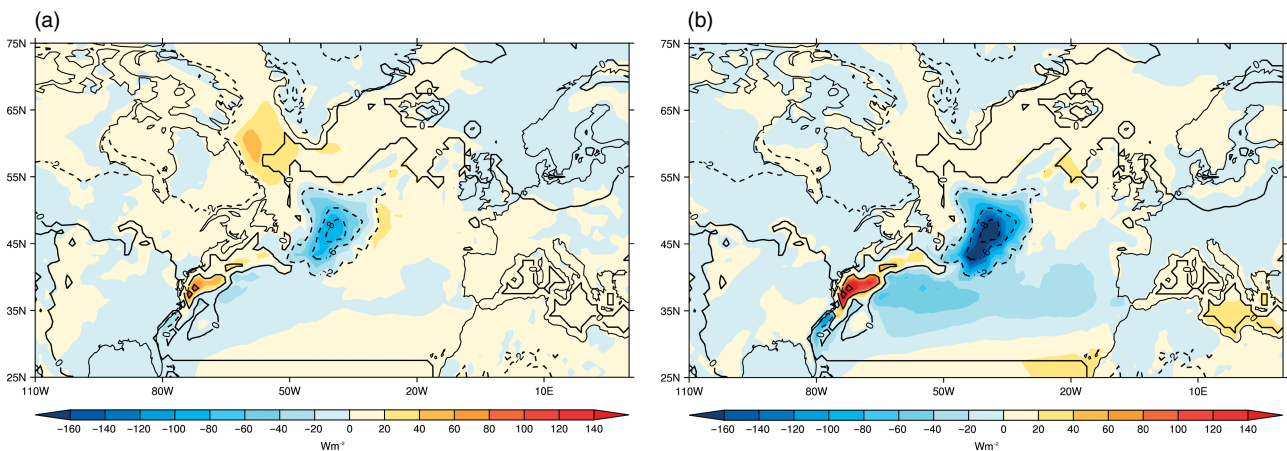 (a) (b)
75N 75N
65N 65N
55N 55N
45N 45N
35N 35N
25N 25N
110W 80W 50W 20W 10E 110W 80W 50W 20W 10E
−160 −140 −120 −100 −80 −60 −40 −20 0 20 40 60 80 100 120 140 −160 −140 −120 −100 −80 −60 −40 −20 0 20 40 60 80 100 120 140
Wm⁻² Wm⁻²